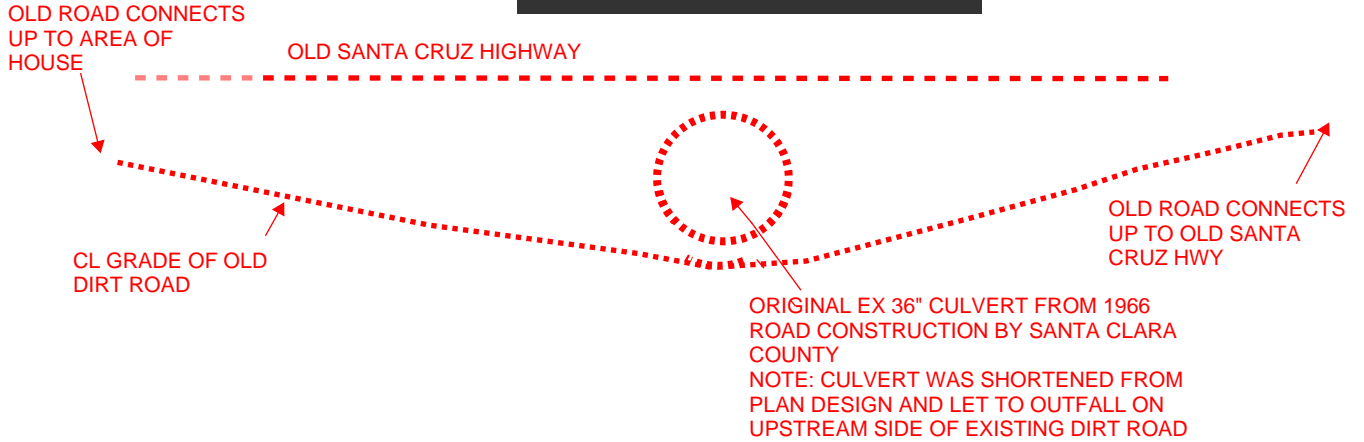 OLD ROAD CONNECTS
UP TO AREA OF
HOUSE
OLD SANTA CRUZ HIGHWAY
CL GRADE OF OLD
DIRT ROAD
OLD ROAD CONNECTS
UP TO OLD SANTA
CRUZ HWY
ORIGINAL EX 36" CULVERT FROM 1966
ROAD CONSTRUCTION BY SANTA CLARA
COUNTY
NOTE: CULVERT WAS SHORTENED FROM
PLAN DESIGN AND LET TO OUTFALL ON
UPSTREAM SIDE OF EXISTING DIRT ROAD